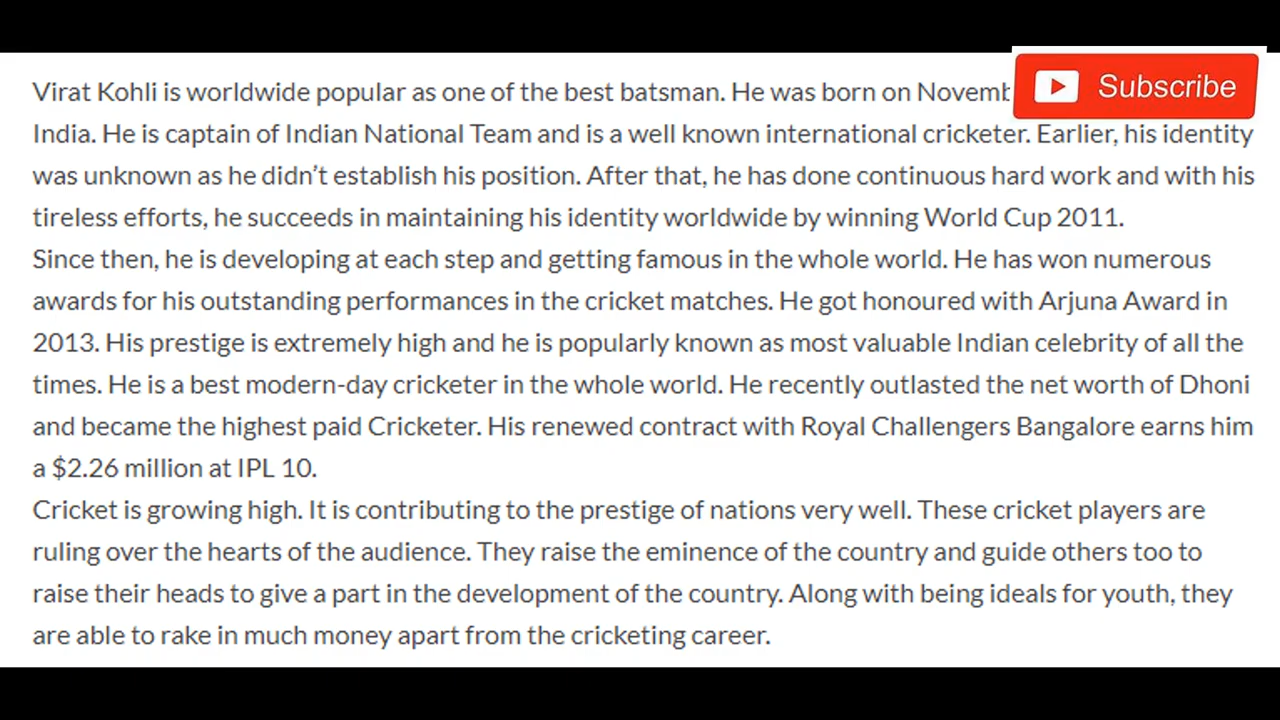 Virat Kohli is worldwide popular as one of the best batsman. He was born on
Subscribe
India. He is captain of Indian National Team and is a well known international cricketer. Earlier, his identity
was unknown as he didn’t establish his position. After that, he has done continuous hard work and with his
tireless efforts, he succeeds in maintaining his identity worldwide by winning World Cup 2011.
Since then, he is developing at each step and getting famous in the whole world. He has won numerous
awards for his outstanding performances in the cricket matches. He got honoured with Arjuna Award in
2013. His prestige is extremely high and he is popularly known as most valuable Indian celebrity of all the
times. He is a best modern-day cricketer in the whole world. He recently outlasted the net worth of Dhoni
and became the highest paid Cricketer. His renewed contract with Royal Challengers Bangalore earns him
a $2.26 million at IPL 10.
Cricket is growing high. It is contributing to the prestige of nations very well. These cricket players are
ruling over the hearts of the audience. They raise the eminence of the country and guide others too to
raise their heads to give a part in the development of the country. Along with being ideals for youth, they
are able to rake in much money apart from the cricketing career.